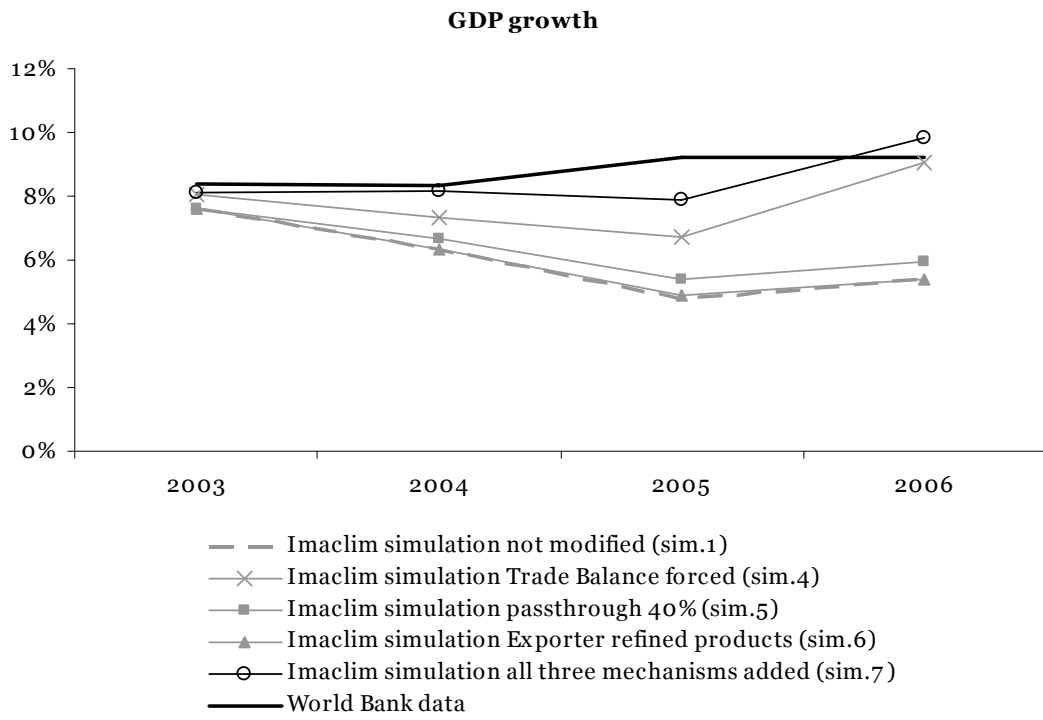 GDP growth
12%
10%
8%
6%
4%
2%
0%
2003 2004 2005 2006
Imaclim simulation not modified (sim.1)
Imaclim simulation Trade Balance forced (sim.4)
Imaclim simulation passthrough 40% (sim.5)
Imaclim simulation Exporter refined products (sim.6)
Imaclim simulation all three mechanisms added (sim.7)
World Bank data